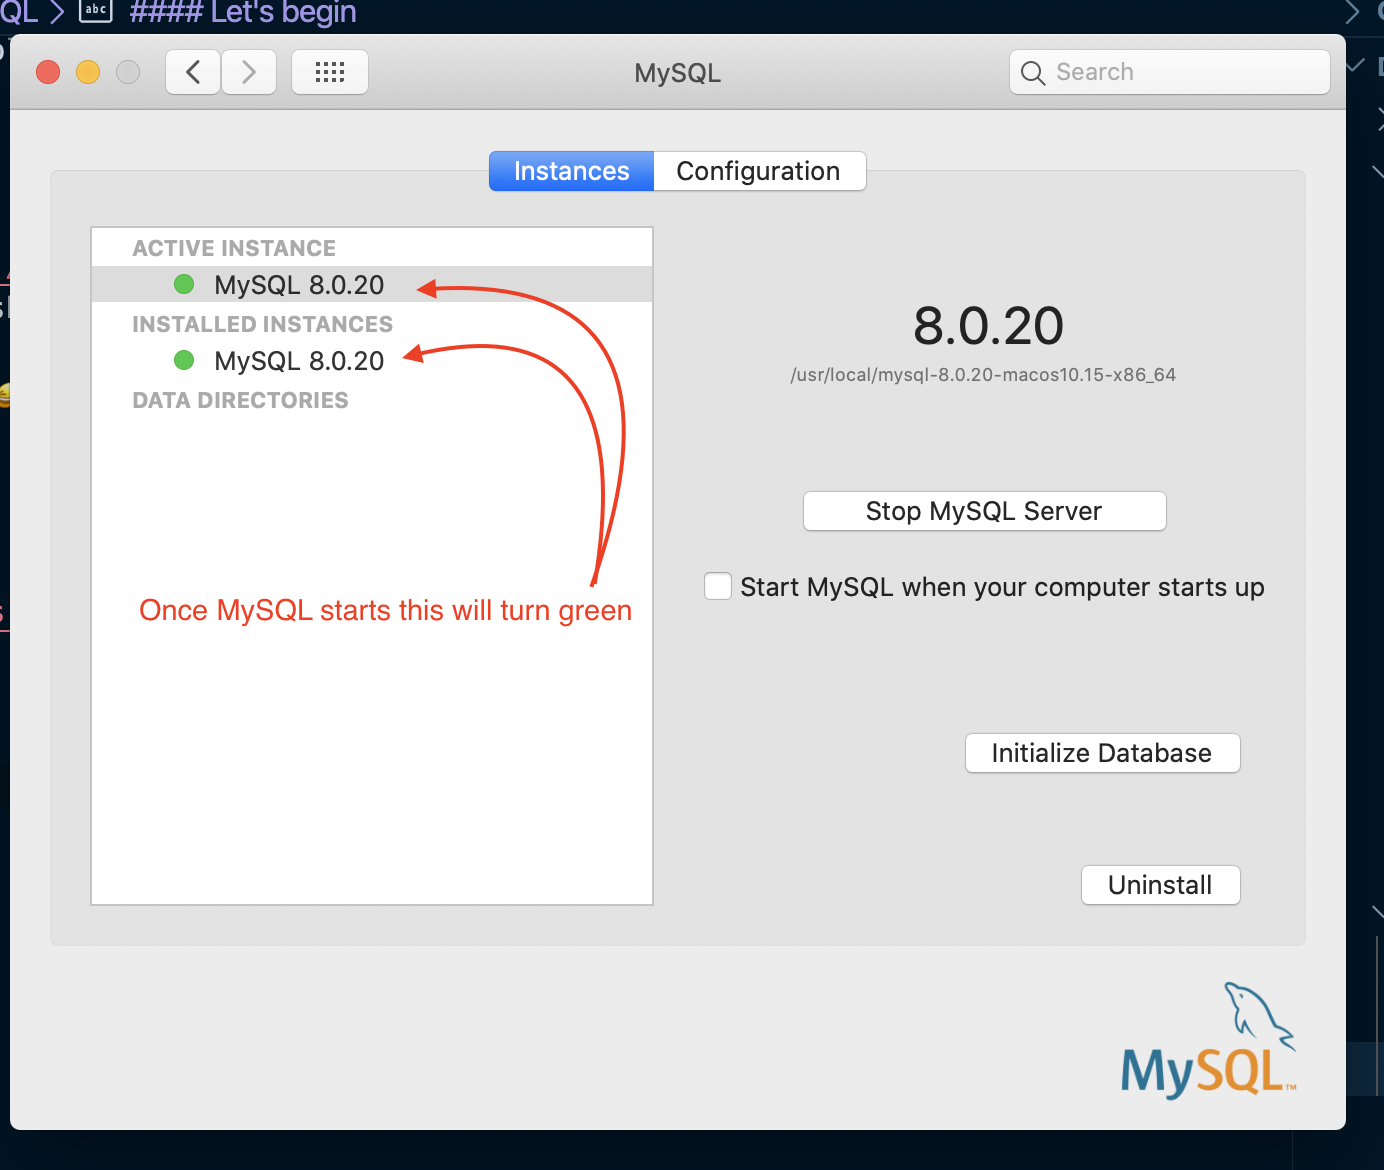 QL > abc #### Let's begin
MySQL
Search
Instances
Configuration
ACTIVE INSTANCE
MySQL 8.0.20
INSTALLED INSTANCES
MySQL 8.0.20
DATA DIRECTORIES
Once MySQL starts this will turn green
8.0.20
/usr/local/mysql-8.0.20-macos10.15-x86_64
Stop MySQL Server
Start MySQL when your computer starts up
Initialize Database
Uninstall
MySQL™